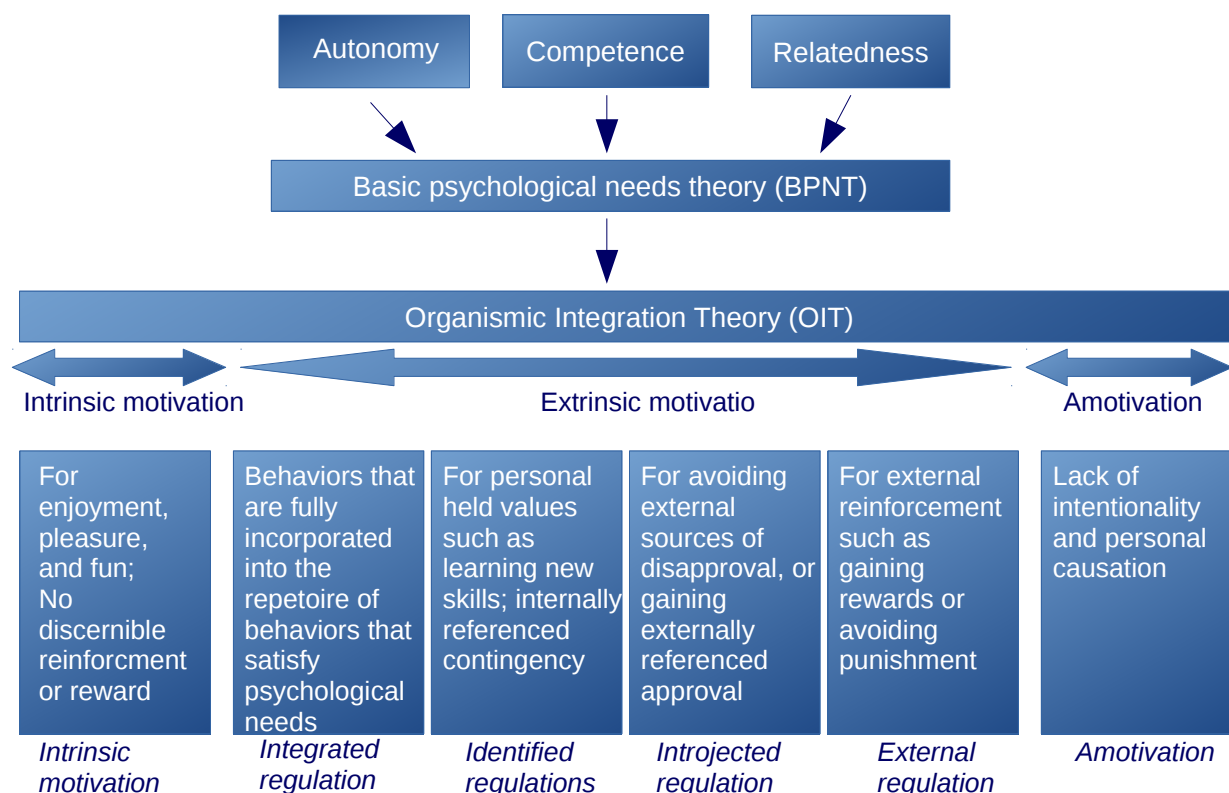 Autonomy
Competence
Relatedness
Basic psychological needs theory (BPNT)
Organismic Integration Theory (OIT)
Intrinsic motivation
Extrinsic motivatio
Amotivation
For
enjoyment,
pleasure,
and fun;
No
discernible
reinforcment
or reward
Behaviors that
are fully
incorporated
into the
repetoire of
behaviors that
satisfy
psychological
needs
For personal
held values
such as
learning new
skills; internally
referenced
contingency
For avoiding
external
sources of
disapproval, or
gaining
externally
referenced
approval
For external
reinforcement
such as
gaining
rewards or
avoiding
punishment
Lack of
intentionality
and personal
causation
Intrinsic
motivation
Integrated
regulation
Identified
regulations
Introjected
regulation
External
regulation
Amotivation